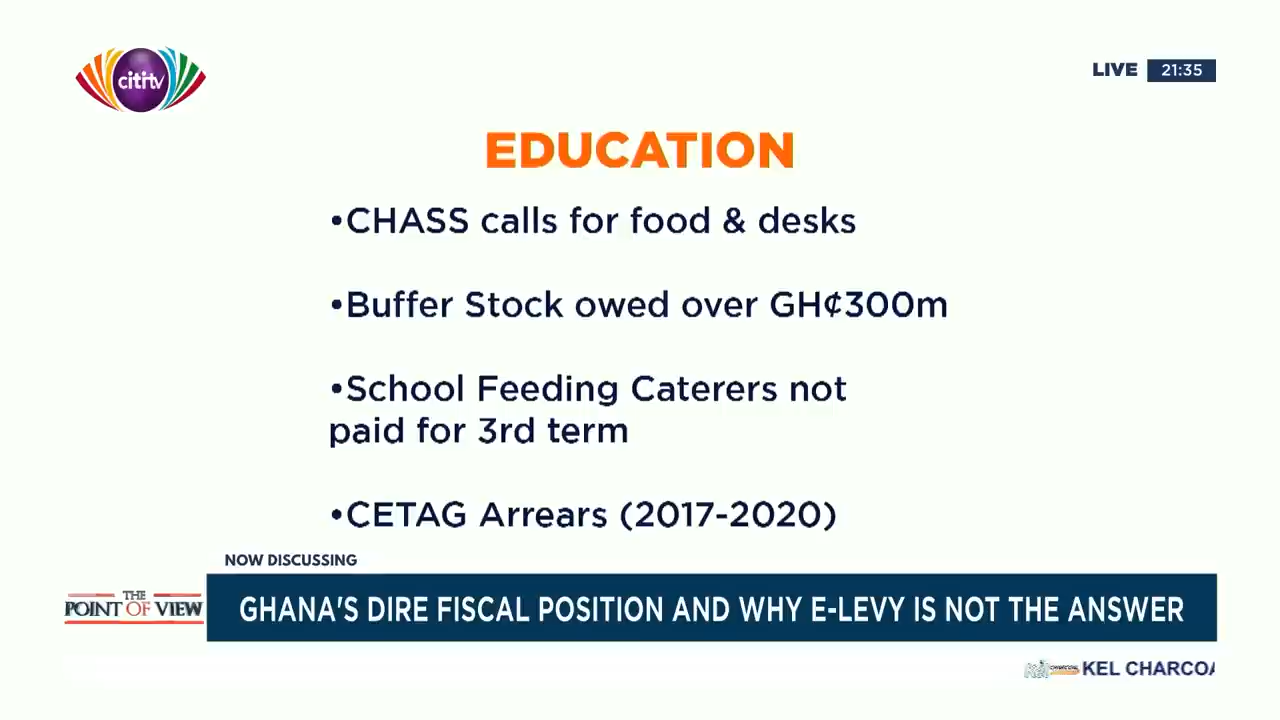 cititv
LIVE 21:35
EDUCATION
•CHASS calls for food & desks
•Buffer Stock owed over GH¢300m
•School Feeding Caterers not
paid for 3rd term
•CETAG Arrears (2017-2020)
NOW DISCUSSING
THE
POINT OF VIEW
GHANA'S DIRE FISCAL POSITION AND WHY E-LEVY IS NOT THE ANSWER
KEL CHARCOA